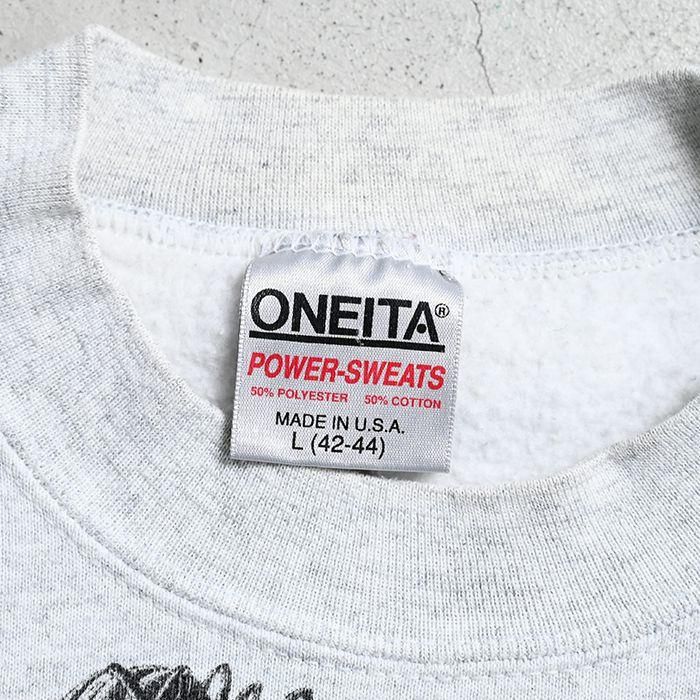 ONEITA®
POWER-SWEATS
50% POLYESTER 50% COTTON
MADE IN U.S.A.
L (42-44)